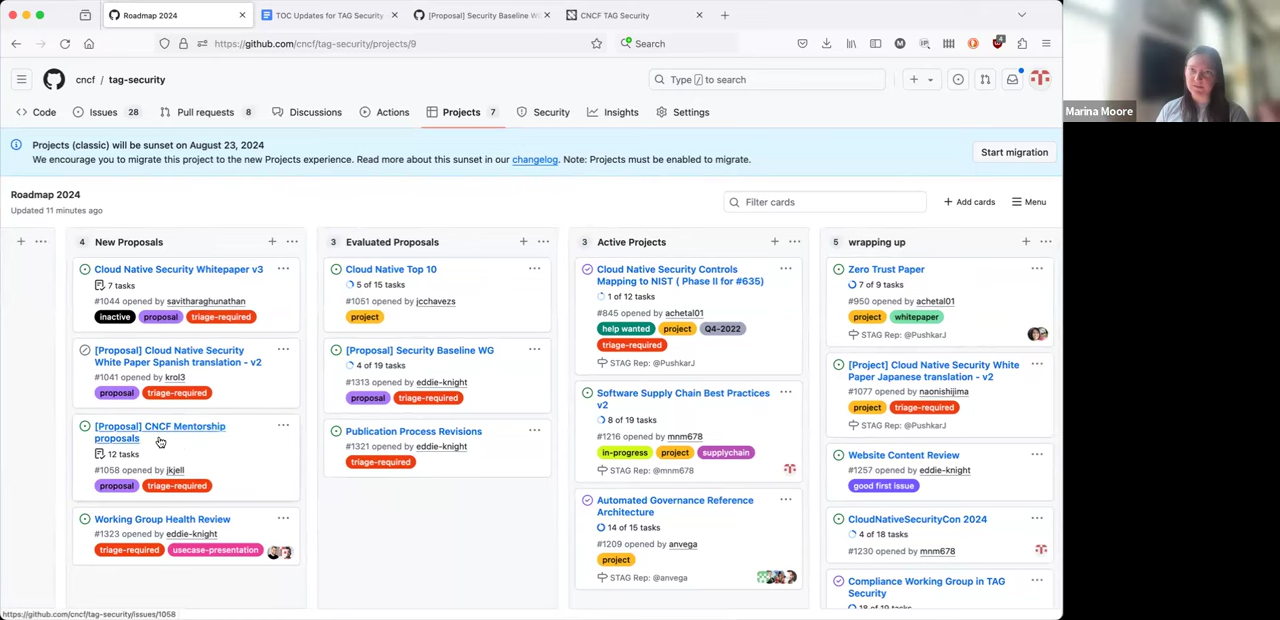 Roadmap 2024
TOC Updates for TAG Security
[Proposal] Security Baseline W
CNCF TAG Security
https://github.com/cncf/tag-security/projects/9
Search
4
cncf / tag-security
Type / to search
Code
Issues 28
Pull requests 8
Discussions
Actions
Projects 7
Security
Insights
Settings
Marina Moore
Projects (classic) will be sunset on August 23, 2024
We encourage you to migrate this project to the new Projects experience. Read more about this sunset in our changelog. Note: Projects must be enabled to migrate.
Start migration
Roadmap 2024
Updated 11 minutes ago
Filter cards
Add cards
Menu
4 New Proposals
Cloud Native Security Whitepaper v3
7 tasks
#1044 opened by savitharaghunathan
inactive proposal triage-required
[Proposal] Cloud Native Security
White Paper Spanish translation - v2
#1041 opened by krol3
proposal triage-required
[Proposal] CNCF Mentorship
proposals
12 tasks
#1058 opened by jkjell
proposal triage-required
Working Group Health Review
#1323 opened by eddie-knight
triage-required usecase-presentation
3 Evaluated Proposals
Cloud Native Top 10
5 of 15 tasks
#1051 opened by jcchavezs
project
[Proposal] Security Baseline WG
4 of 19 tasks
#1313 opened by eddie-knight
proposal triage-required
Publication Process Revisions
#1321 opened by eddie-knight
triage-required
3 Active Projects
Cloud Native Security Controls
Mapping to NIST ( Phase II for #635)
1 of 12 tasks
#845 opened by achetal01
help wanted project Q4-2022
triage-required
STAG Rep: @PushkarJ
Software Supply Chain Best Practices
v2
8 of 19 tasks
#1216 opened by mnm678
in-progress project supplychain
STAG Rep: @mnm678
Automated Governance Reference
Architecture
14 of 15 tasks
#1209 opened by anvega
project
STAG Rep: @anvega
5 wrapping up
Zero Trust Paper
7 of 9 tasks
#950 opened by achetal01
project whitepaper
STAG Rep: @PushkarJ
[Project] Cloud Native Security White
Paper Japanese translation - v2
#1077 opened by naonishijima
project triage-required
STAG Rep: @PushkarJ
Website Content Review
#1257 opened by eddie-knight
good first issue
CloudNativeSecurityCon 2024
4 of 18 tasks
#1230 opened by mnm678
Compliance Working Group in TAG
Security
18 of 19 tasks
https://github.com/cncf/tag-security/issues/1058